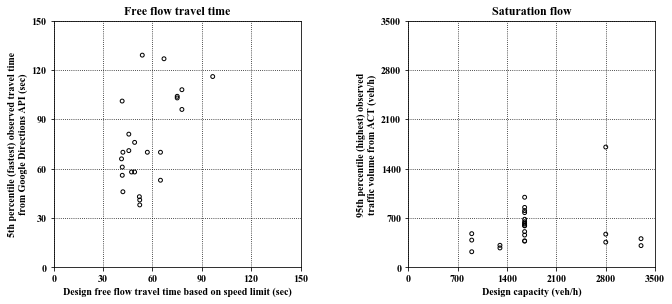 Free flow travel time
5th percentile (fastest) observed travel time
from Google Directions API (sec)
150
120
90
60
30
0
0 30 60 90 120 150
Design free flow travel time based on speed limit (sec)
Saturation flow
95th percentile (highest) observed
traffic volume from ACT (veh/h)
3500
2800
2100
1400
700
0
0 700 1400 2100 2800 3500
Design capacity (veh/h)